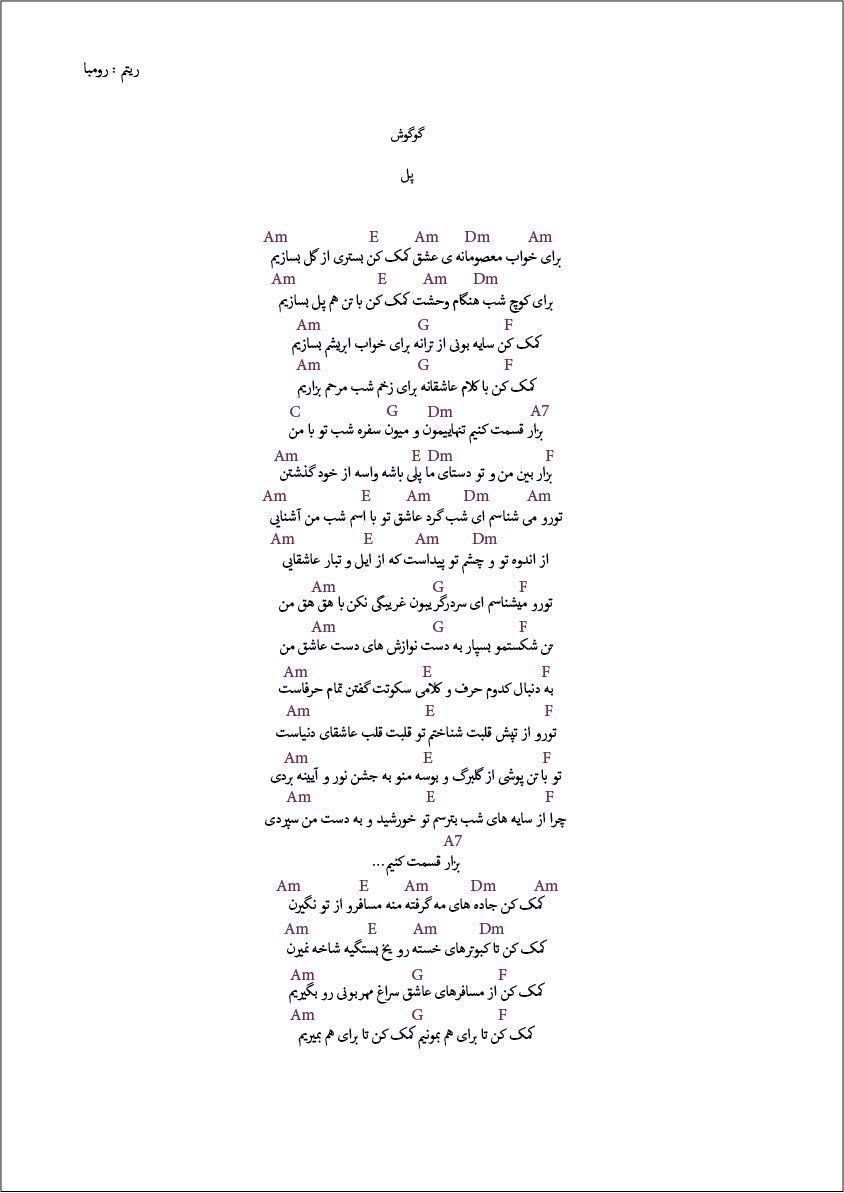 ریتم : رومبا
گوگوش
پل
Am E Am Dm Am
برای خواب معصومانه ی عشق کمک کن بستری از گل بسازیم
Am E Am Dm
برای کوچ شب هنگام وحشت کمک کن با تن هم پل بسازیم
Am G F
کمک کن سایه بونی از ترانه برای خواب ابریشم بسازیم
Am G F
کمک کن با کلام عاشقانه برای زخم شب مرحم بزاریم
C G Dm A7
بزار قسمت کنیم تنهاییمون و میون سفره شب تو با من
Am E Dm F
بزار بین من و تو دستای ما پلی باشه واسه از خود گذشتن
Am E Am Dm Am
تورو می شناسم ای شب گرد عاشق تو با اسم شب من آشنایی
Am E Am Dm
از اندوه تو و چشم تو پیداست که از ایل و تبار عاشقایی
Am G F
تورو میشناسم ای سردرگریبون غریبگی نکن با هق هق من
Am G F
تن شکستمو بسپار به دست نوازش های دست عاشق من
Am E F
به دنبال کدوم حرف و کلامی سکوتت گفتن تمام حرفاست
Am E F
تورو از تپش قلبت شناختم تو قلبت قلب عاشقای دنیاست
Am E F
تو با تن پوشی از گلبرگ و بوسه منو به جشن نور و آیینه بردی
Am E F
چرا از سایه های شب بترسم تو خورشید و به دست من سپردی
A7
بزار قسمت کنیم ...
Am E Am Dm Am
کمک کن جاده های مه گرفته منه مسافرو از تو نگیرن
Am E Am Dm
کمک کن تا کبوترهای خسته رو یخ بستگیه شاخه نمیرن
Am G F
کمک کن از مسافرهای عاشق سراغ مهربونی رو بگیریم
Am G F
کمک کن تا برای هم بمونیم کمک کن تا برای هم بمیریم